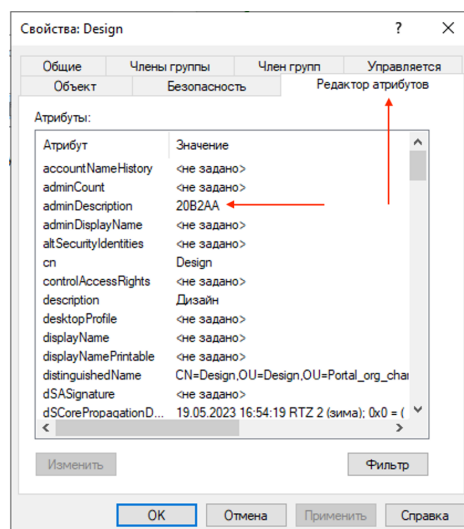 Свойства: Design ? ×
Общие Члены группы Член групп Управляется
Объект Безопасность Редактор атрибутов
Атрибуты:
Атрибут Значение
accountNameHistory <не задано>
adminCount <не задано>
adminDescription 20B2AA
adminDisplayName <не задано>
altSecurityIdentities <не задано>
cn Design
controlAccessRights <не задано>
description Дизайн
desktopProfile <не задано>
displayName <не задано>
displayNamePrintable <не задано>
distinguishedName CN=Design,OU=Design,OU=Portal_org_char
dSASignature <не задано>
dSCorePropagationD... 19.05.2023 16:54:19 RTZ 2 (зима); 0x0 = (
Изменить Фильтр
OK Отмена Применить Справка